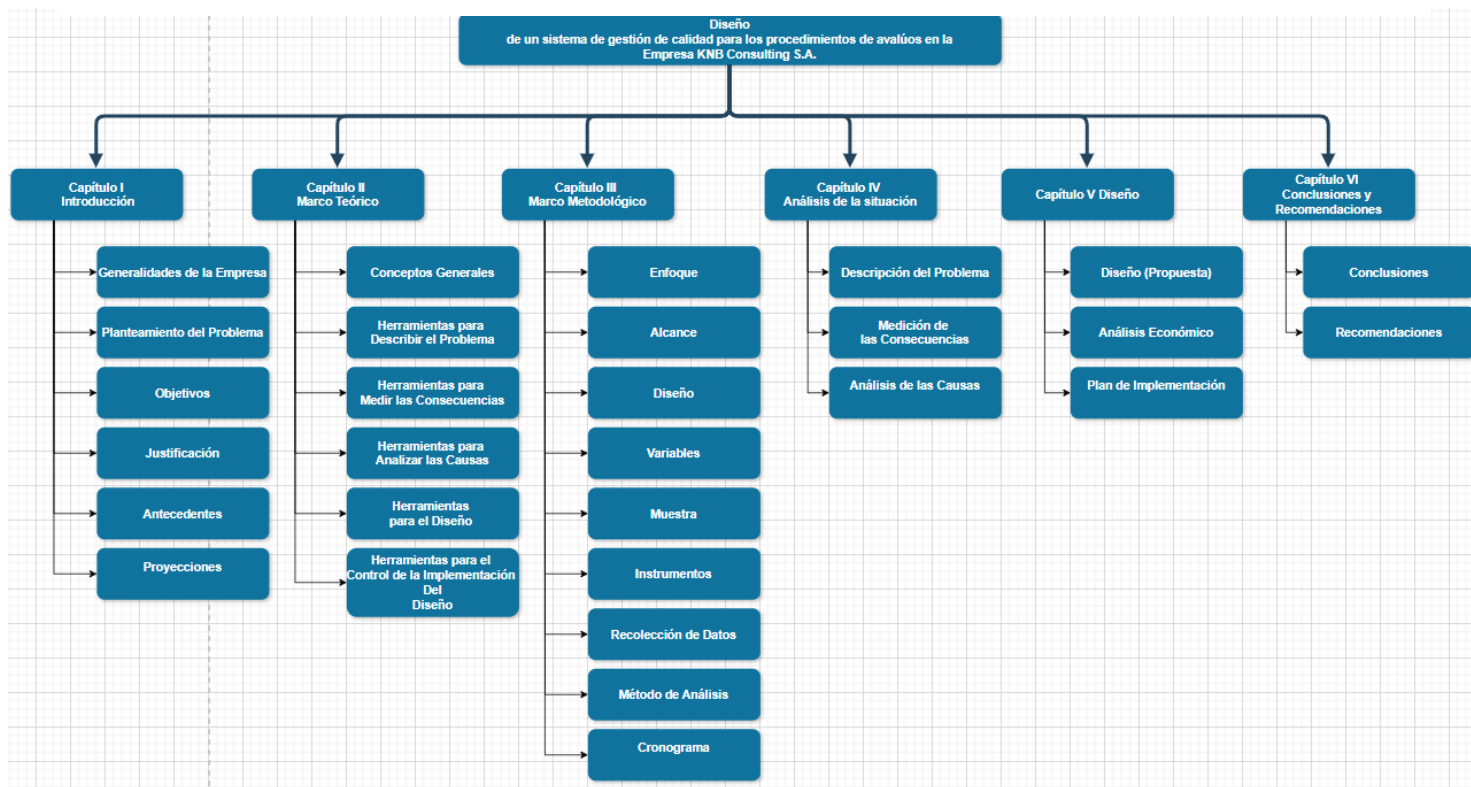 Diseño
de un sistema de gestión de calidad para los procedimientos de avalúos en la
Empresa KNB Consulting S.A.
Capítulo I
Introducción
Generalidades de la Empresa
Planteamiento del Problema
Objetivos
Justificación
Antecedentes
Proyecciones
Capítulo II
Marco Teórico
Conceptos Generales
Herramientas para
Describir el Problema
Herramientas para
Medir las Consecuencias
Herramientas para
Analizar las Causas
Herramientas
para el Diseño
Herramientas para el
Control de la Implementación
Del
Diseño
Capítulo III
Marco Metodológico
Enfoque
Alcance
Diseño
Variables
Muestra
Instrumentos
Recolección de Datos
Método de Análisis
Cronograma
Capítulo IV
Análisis de la situación
Descripción del Problema
Medición de
las Consecuencias
Análisis de las Causas
Capítulo V Diseño
Diseño (Propuesta)
Análisis Económico
Plan de Implementación
Capítulo VI
Conclusiones y
Recomendaciones
Conclusiones
Recomendaciones